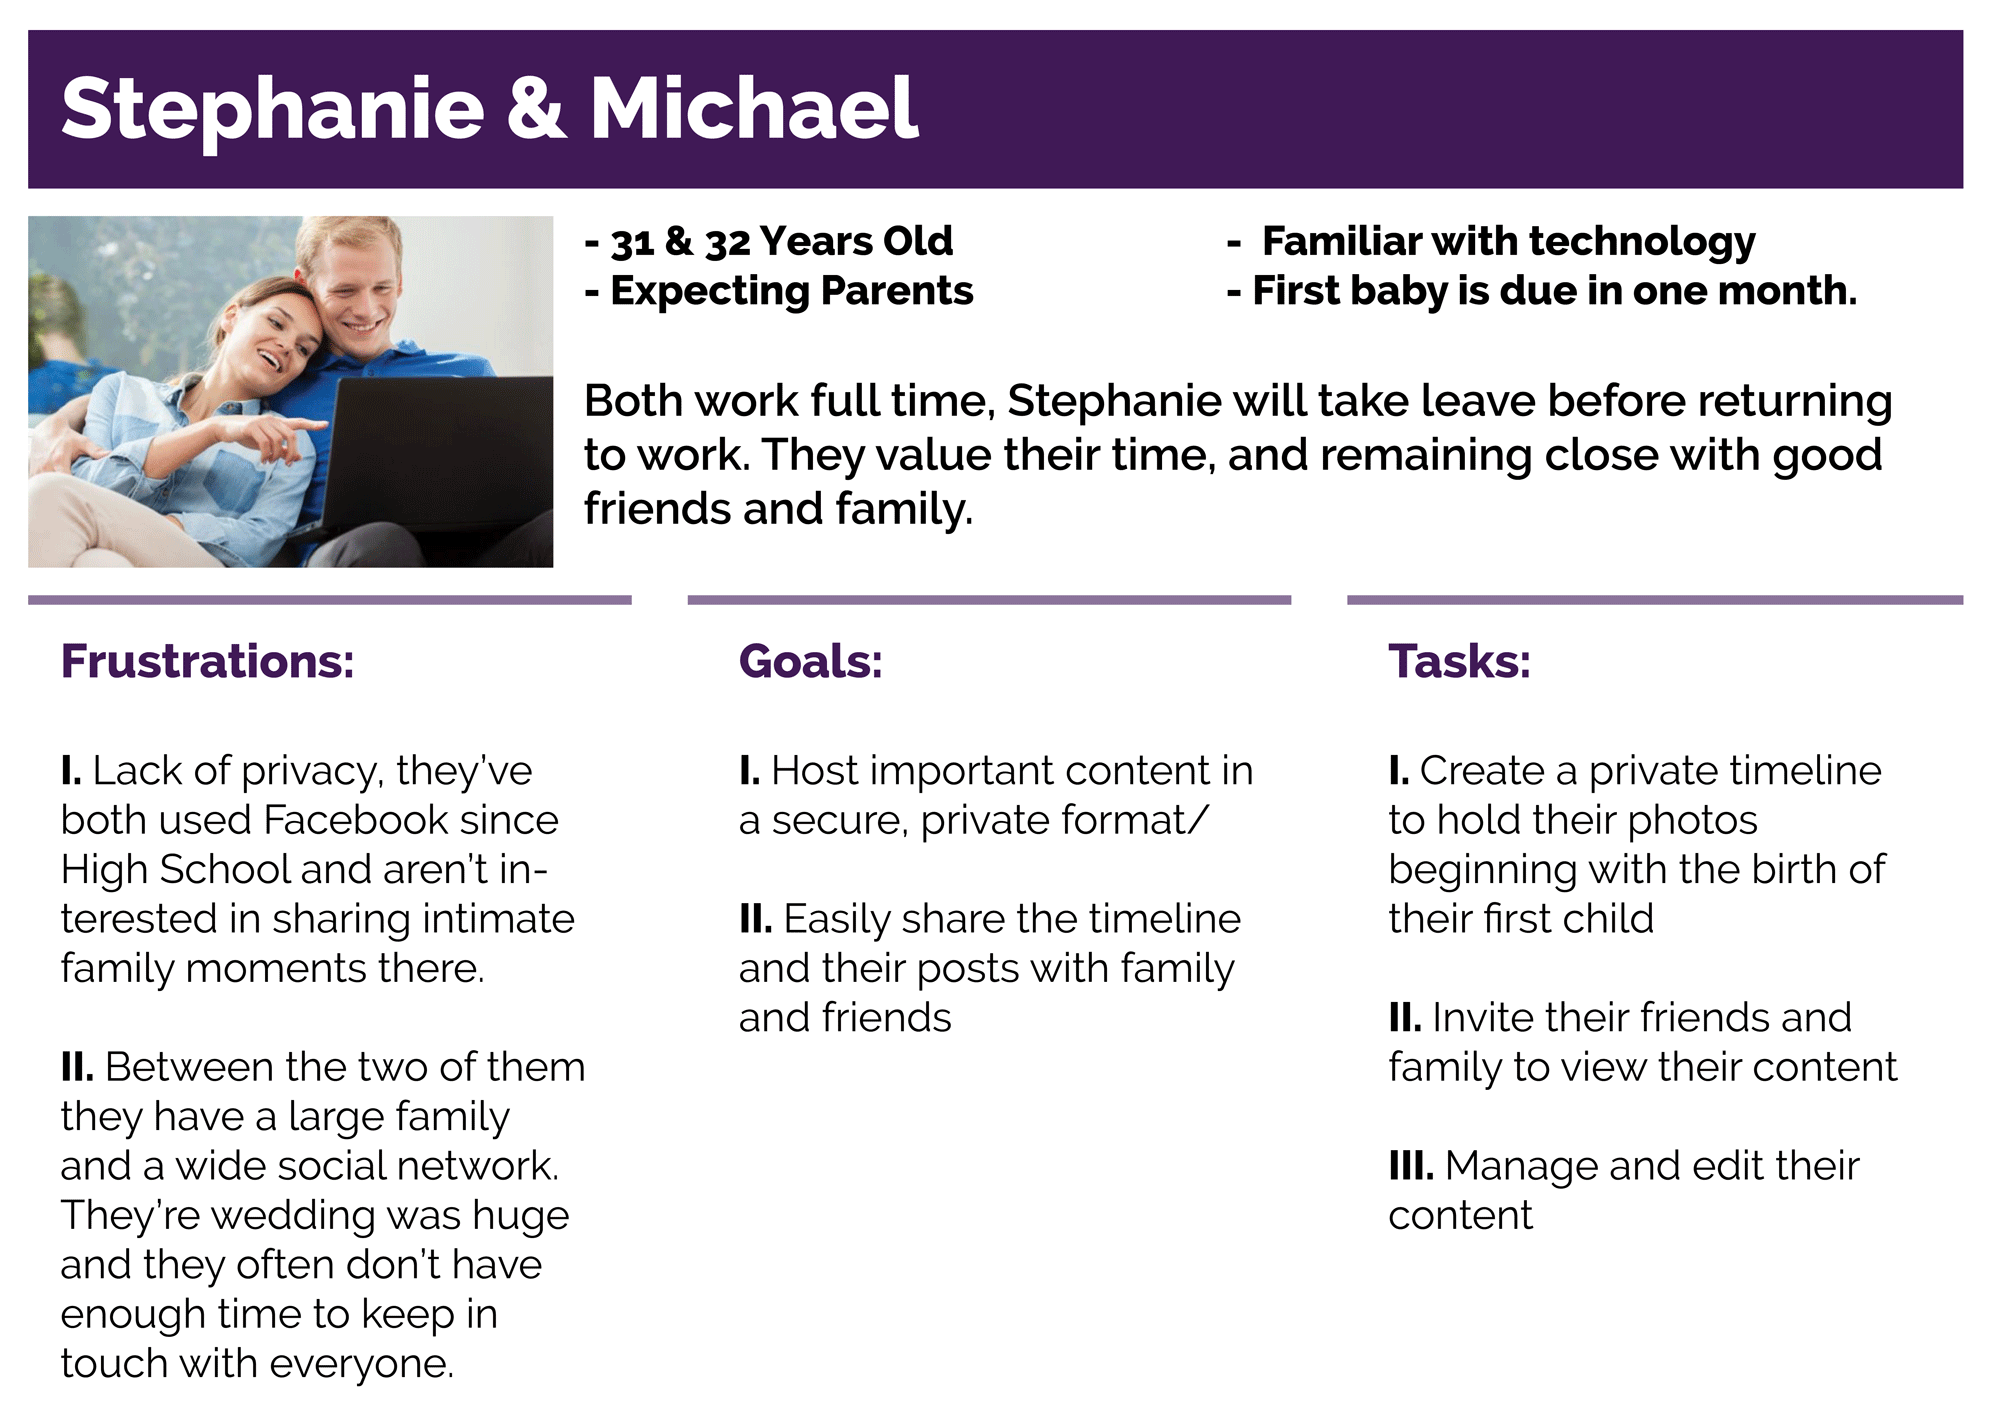 Stephanie & Michael
- 31 & 32 Years Old
- Expecting Parents
- Familiar with technology
- First baby is due in one month.
Both work full time, Stephanie will take leave before returning
to work. They value their time, and remaining close with good
friends and family.
Frustrations:
I. Lack of privacy, they've
both used Facebook since
High School and aren't in-
terested in sharing intimate
family moments there.
II. Between the two of them
they have a large family
and a wide social network.
They're wedding was huge
and they often don't have
enough time to keep in
touch with everyone.
Goals:
I. Host important content in
a secure, private format/
II. Easily share the timeline
and their posts with family
and friends
Tasks:
I. Create a private timeline
to hold their photos
beginning with the birth of
their first child
II. Invite their friends and
family to view their content
III. Manage and edit their
content